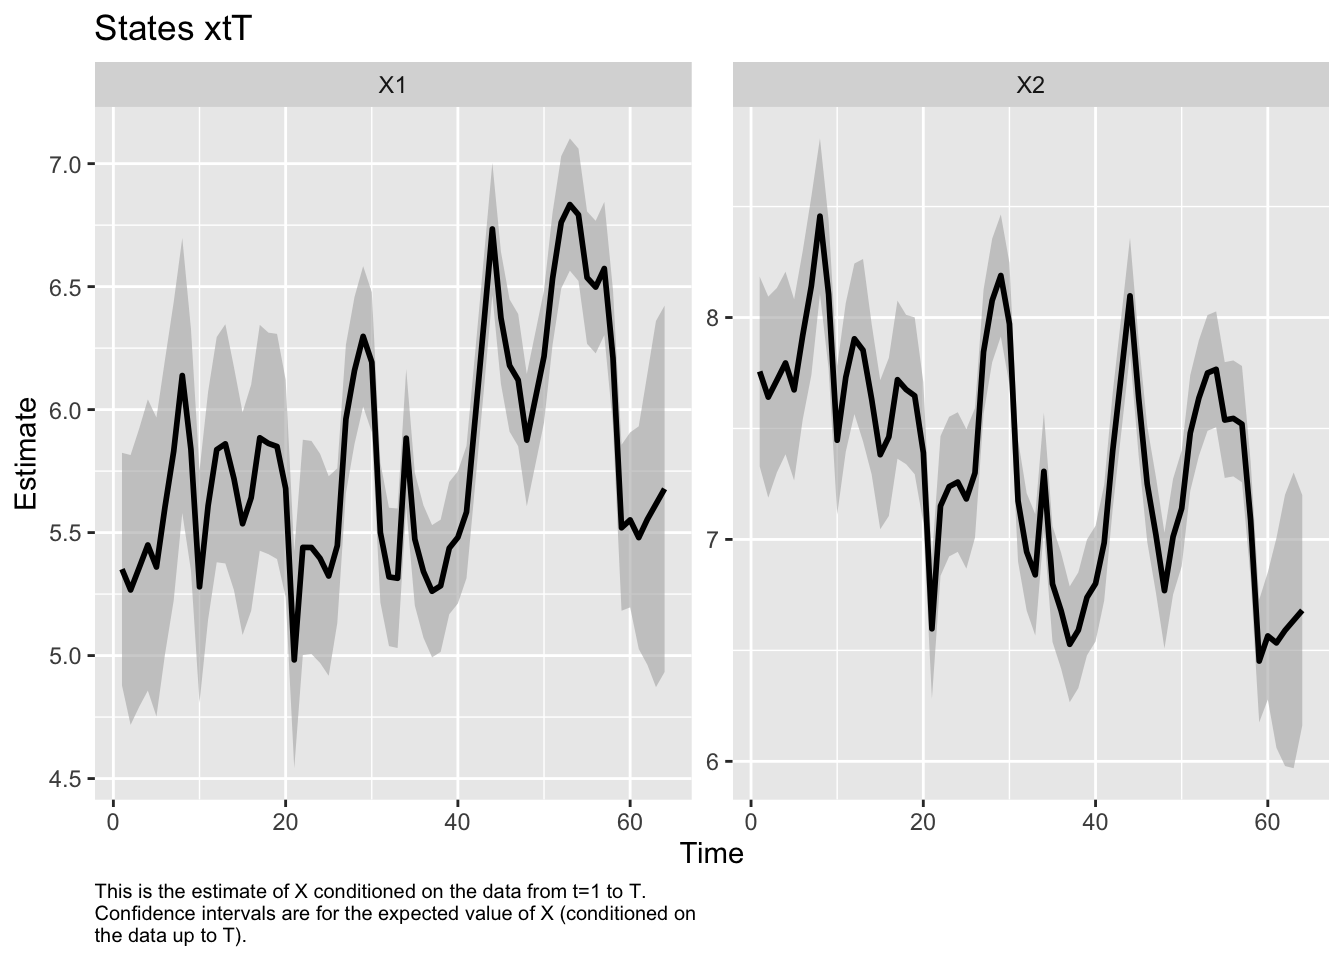 States xtT
X1
X2
Estimate
7.0
6.5
6.0
5.5
5.0
4.5
8
7
6
0
20
40
60
0
20
40
60
Time
This is the estimate of X conditioned on the data from t=1 to T.
Confidence intervals are for the expected value of X (conditioned on
the data up to T).